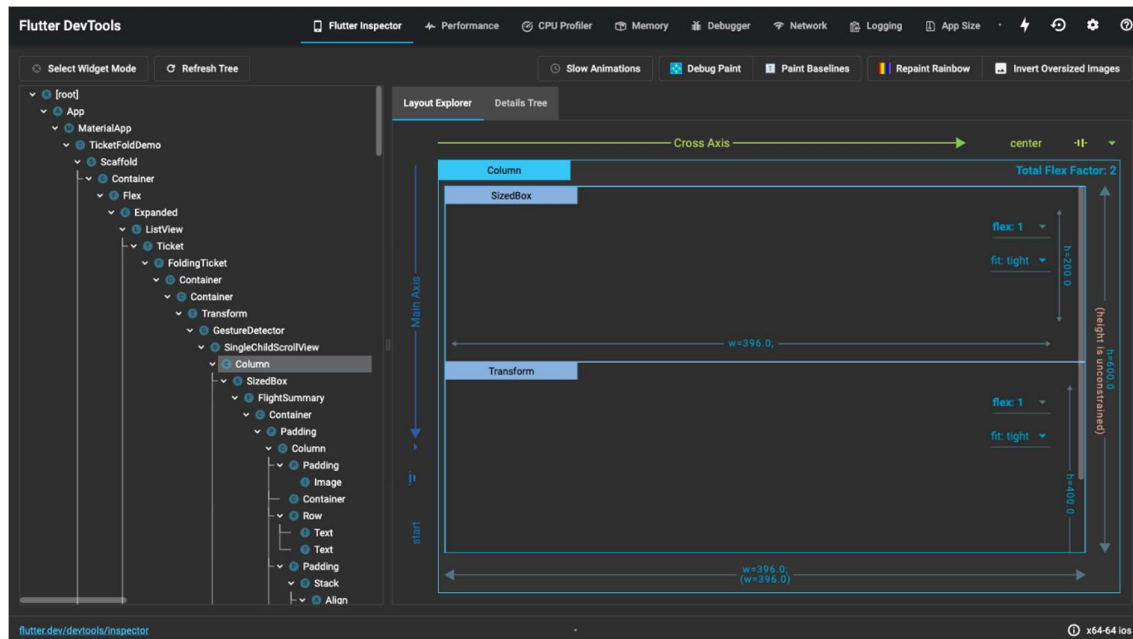 Flutter DevTools
Flutter Inspector
Performance
CPU Profiler
Memory
Debugger
Network
Logging
App Size
Select Widget Mode
Refresh Tree
Slow Animations
Debug Paint
Paint Baselines
Repaint Rainbow
Invert Oversized Images
[root]
App
MaterialApp
TicketFoldDemo
Scaffold
Container
Flex
Expanded
ListView
Ticket
FoldingTicket
Container
Container
Transform
GestureDetector
SingleChildScrollView
Column
SizedBox
FlightSummary
Container
Padding
Column
Padding
Image
Container
Row
Text
Text
Padding
Stack
Align
Layout Explorer
Details Tree
Cross Axis
center
Main Axis
start
Column
Total Flex Factor: 2
SizedBox
flex: 1
fit: tight
h=200.0
w=396.0;
Transform
flex: 1
fit: tight
h=400.0
h=600.0
(height is unconstrained)
w=396.0;
(w=396.0)
flutter.dev/devtools/inspector
x64-64 ios